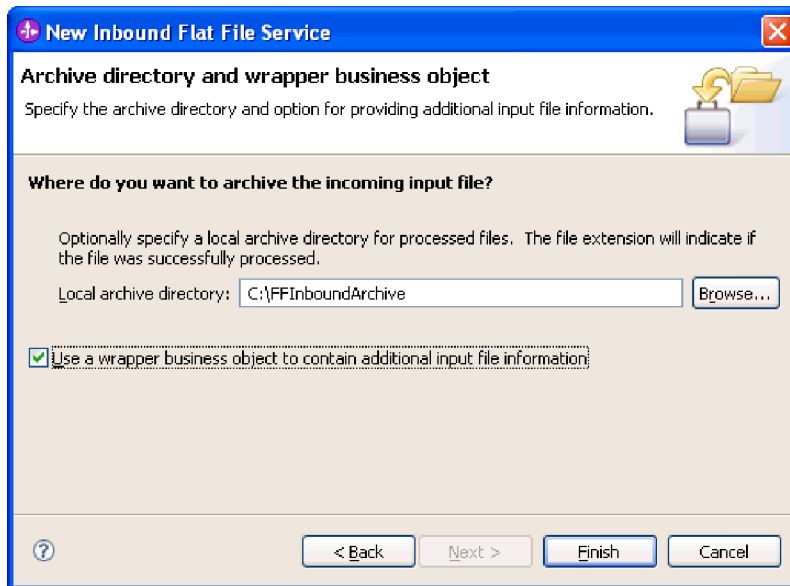 New Inbound Flat File Service
Archive directory and wrapper business object
Specify the archive directory and option for providing additional input file information.
Where do you want to archive the incoming input file?
Optionally specify a local archive directory for processed files.  The file extension will indicate if
the file was successfully processed.
Local archive directory: C:\FFInboundArchive Browse...
Use a wrapper business object to contain additional input file information
? < Back Next > Finish Cancel